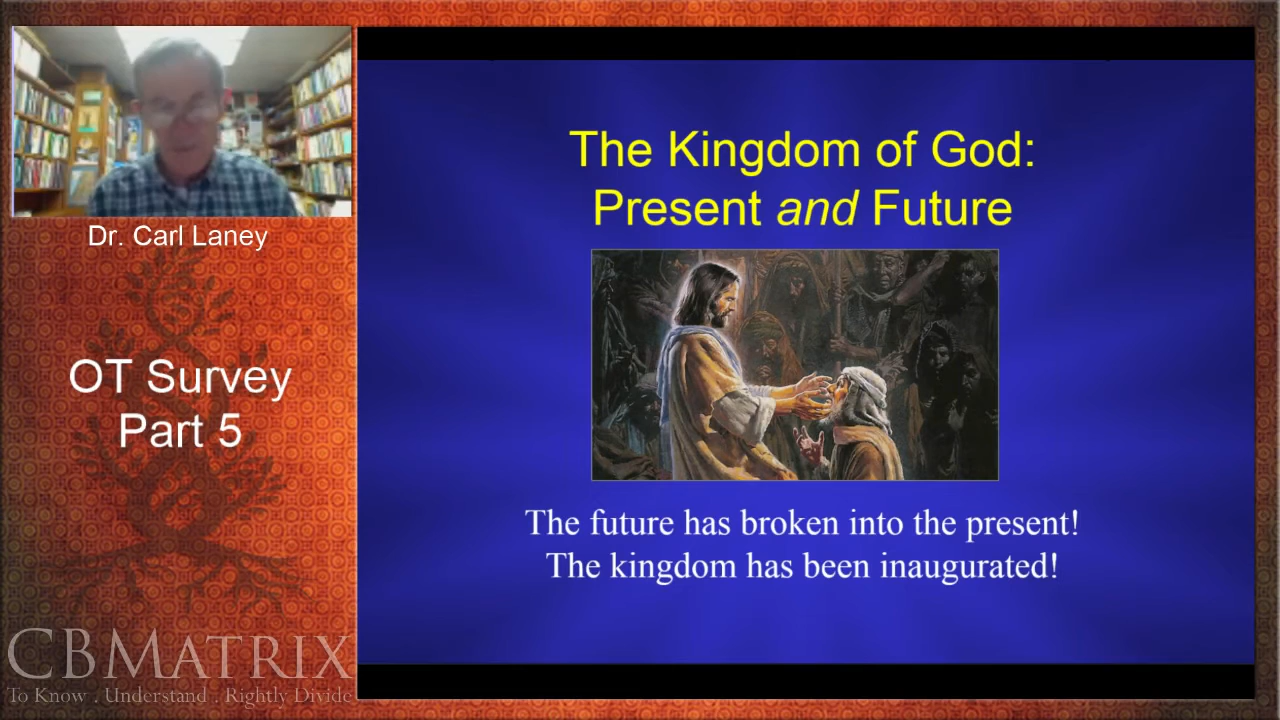 Dr. Carl Laney
OT Survey
Part 5
CBMATRIX
To Know . Understand . Rightly Divide
The Kingdom of God:
Present and Future
The future has broken into the present!
The kingdom has been inaugurated!